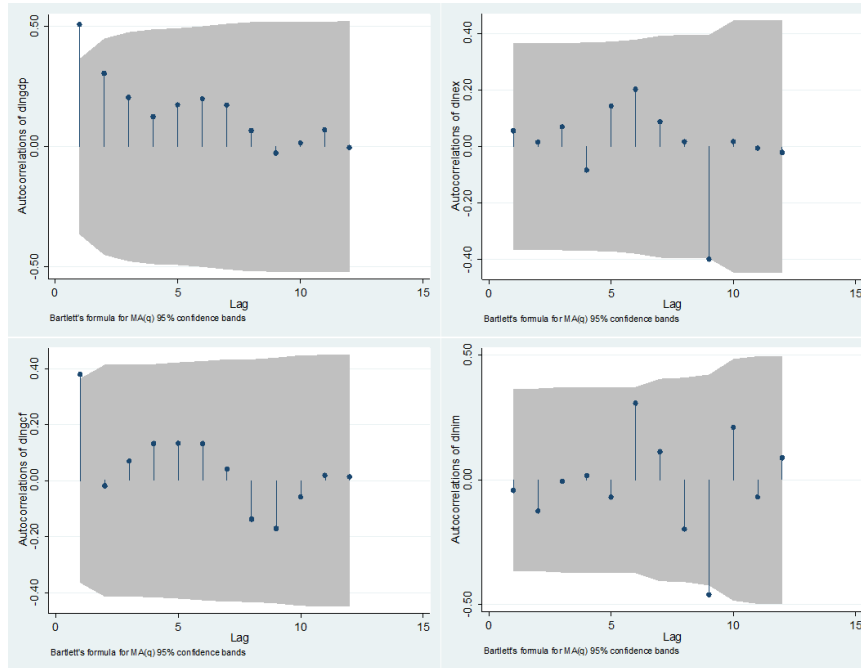 Autocorrelations of dlngdp
0.50
0.00
-0.50
0
5
10
15
Lag
Bartlett's formula for MA(q) 95% confidence bands
Autocorrelations of dlnex
0.40
0.20
0.00
-0.20
-0.40
0
5
10
15
Lag
Bartlett's formula for MA(q) 95% confidence bands
Autocorrelations of dlngcf
0.40
0.20
0.00
-0.20
-0.40
0
5
10
15
Lag
Bartlett's formula for MA(q) 95% confidence bands
Autocorrelations of dlnim
0.50
0.00
-0.50
0
5
10
15
Lag
Bartlett's formula for MA(q) 95% confidence bands